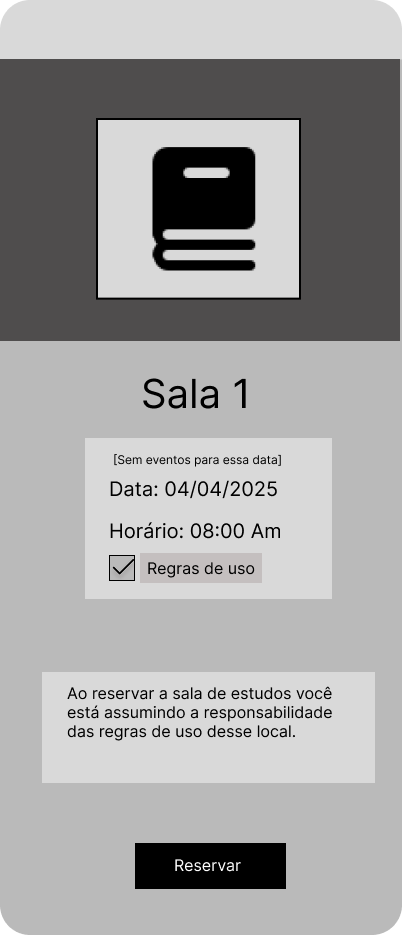 Sala 1
[Sem eventos para essa data]
Data: 04/04/2025
Horário: 08:00 Am
Regras de uso
Ao reservar a sala de estudos você
está assumindo a responsabilidade
das regras de uso desse local.
Reservar